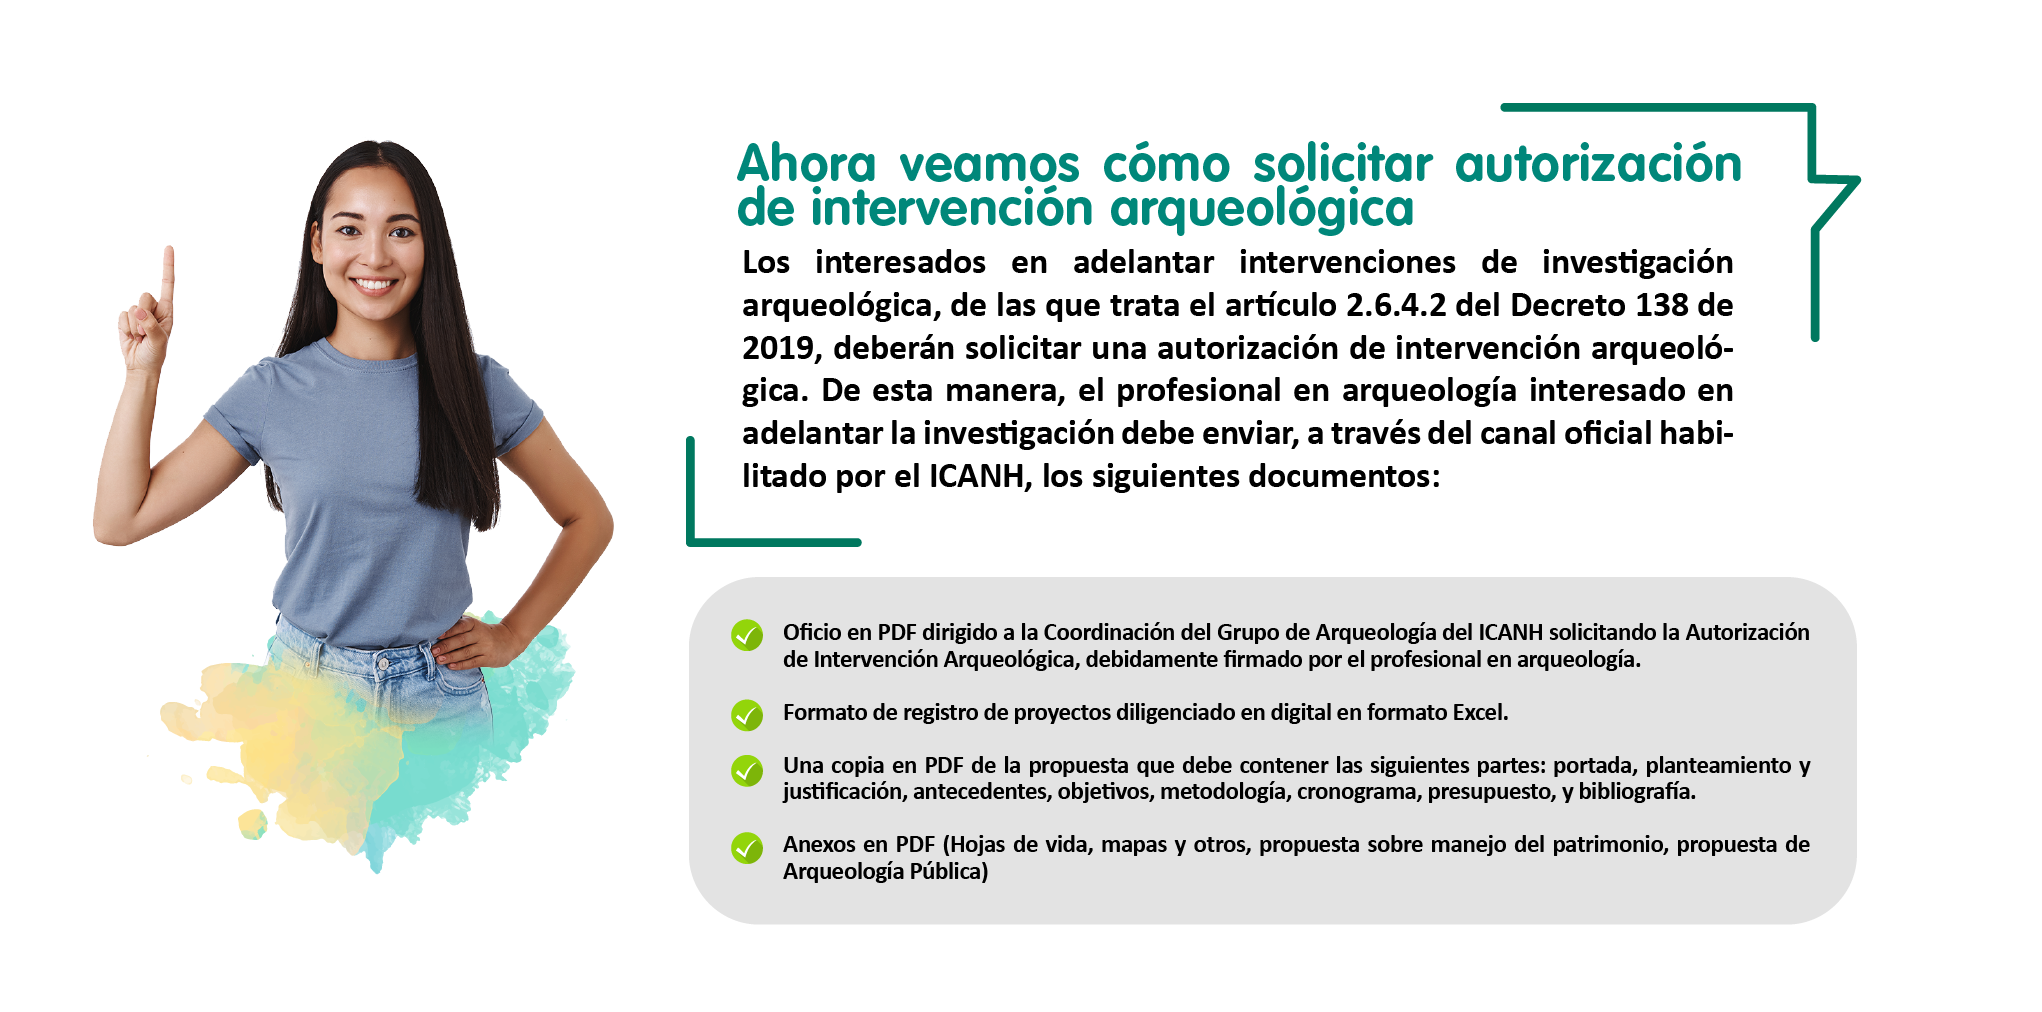 Ahora veamos cómo solicitar autorización
de intervención arqueológica
Los interesados en adelantar intervenciones de investigación
arqueológica, de las que trata el artículo 2.6.4.2 del Decreto 138 de
2019, deberán solicitar una autorización de intervención arqueoló-
gica. De esta manera, el profesional en arqueología interesado en
adelantar la investigación debe enviar, a través del canal oficial habi-
litado por el ICANH, los siguientes documentos:
Oficio en PDF dirigido a la Coordinación del Grupo de Arqueología del ICANH solicitando la Autorización
de Intervención Arqueológica, debidamente firmado por el profesional en arqueología.
Formato de registro de proyectos diligenciado en digital en formato Excel.
Una copia en PDF de la propuesta que debe contener las siguientes partes: portada, planteamiento y
justificación, antecedentes, objetivos, metodología, cronograma, presupuesto, y bibliografía.
Anexos en PDF (Hojas de vida, mapas y otros, propuesta sobre manejo del patrimonio, propuesta de
Arqueología Pública)